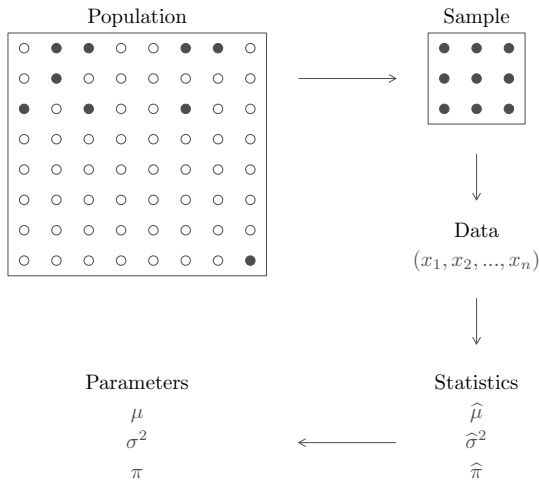 Population
Sample
Data
(x₁, x₂, ..., xₙ)
Parameters
μ
σ²
π
Statistics
μ̂
σ̂²
π̂